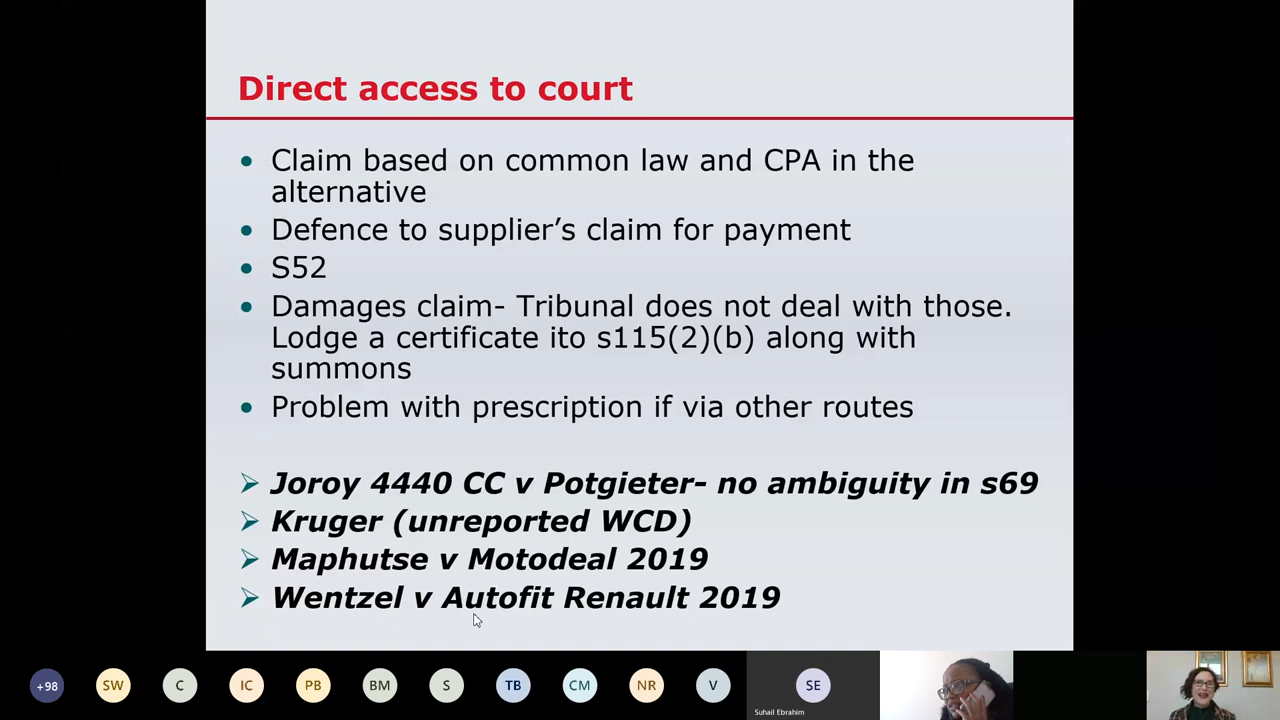 Direct access to court
• Claim based on common law and CPA in the
alternative
• Defence to supplier’s claim for payment
• S52
• Damages claim- Tribunal does not deal with those.
Lodge a certificate ito s115(2)(b) along with
summons
• Problem with prescription if via other routes
➢ Joroy 4440 CC v Potgieter- no ambiguity in s69
➢ Kruger (unreported WCD)
➢ Maphutse v Motodeal 2019
➢ Wentzel v Autofit Renault 2019
+98 SW C IC PB BM S TB CM NR V SE
Suhail Ebrahim